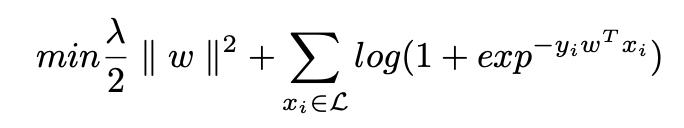 min λ/2 ∥ w ∥² + ∑_{x_i∈ℒ} log(1 + exp^{−y_i w^T x_i})